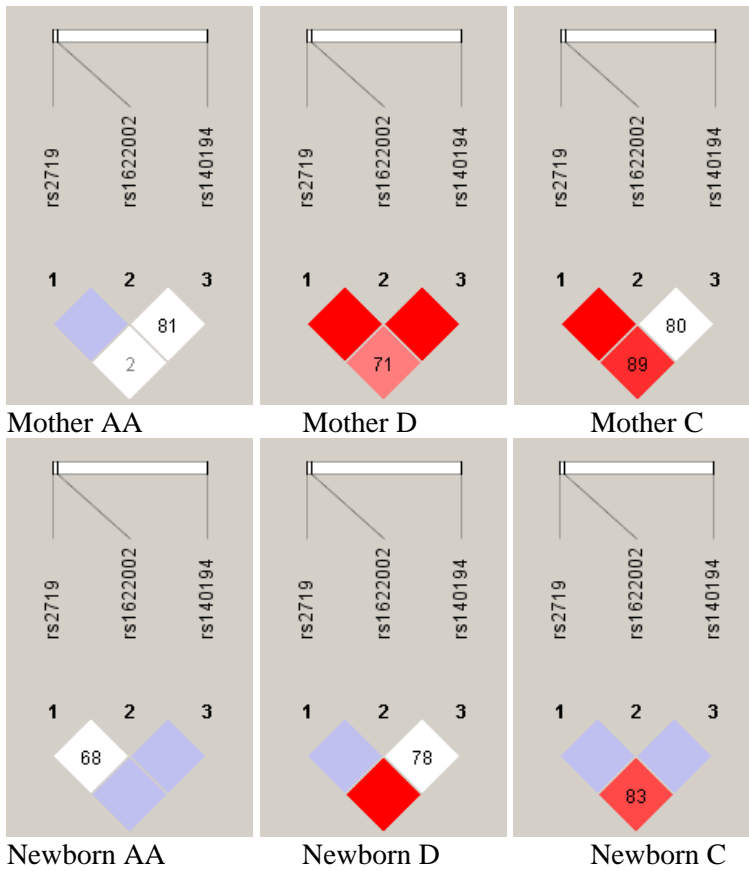 rs2719 rs1622002 rs140194 rs2719 rs1622002 rs140194 rs2719 rs1622002 rs140194
1 2 3 1 2 3 1 2 3
81 80
2 71 89
Mother AA Mother D Mother C
rs2719 rs1622002 rs140194 rs2719 rs1622002 rs140194 rs2719 rs1622002 rs140194
1 2 3 1 2 3 1 2 3
68 78
83
Newborn AA Newborn D Newborn C